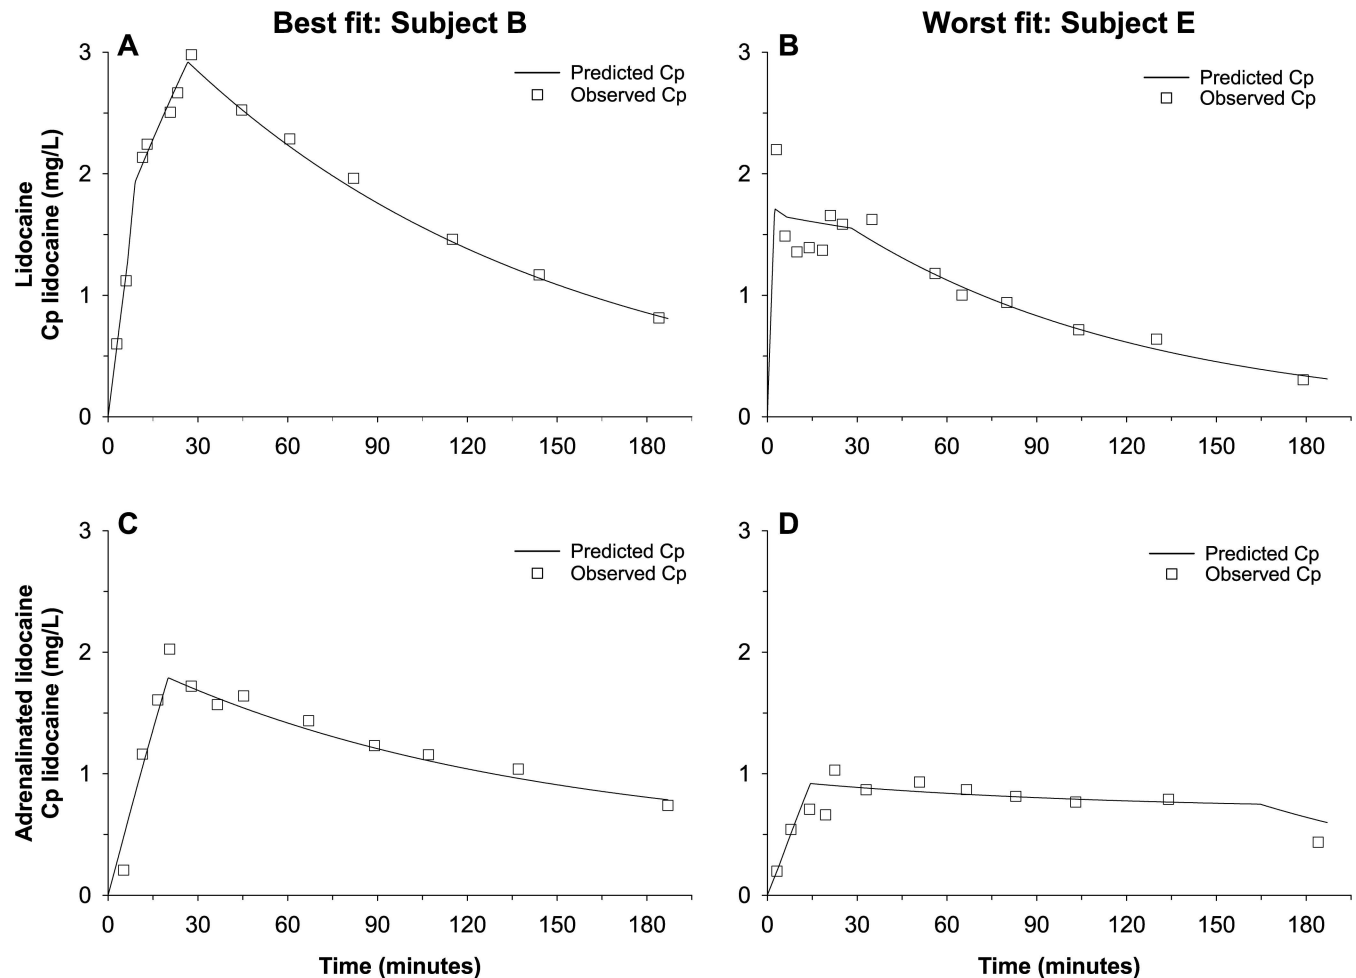 Best fit: Subject B
Worst fit: Subject E
A
Predicted Cp
Observed Cp
Lidocaine
Cp lidocaine (mg/L)
3
2
1
0
0 30 60 90 120 150 180
B
Predicted Cp
Observed Cp
3
2
1
0
0 30 60 90 120 150 180
C
Predicted Cp
Observed Cp
Adrenalinated lidocaine
Cp lidocaine (mg/L)
3
2
1
0
0 30 60 90 120 150 180
Time (minutes)
D
Predicted Cp
Observed Cp
3
2
1
0
0 30 60 90 120 150 180
Time (minutes)